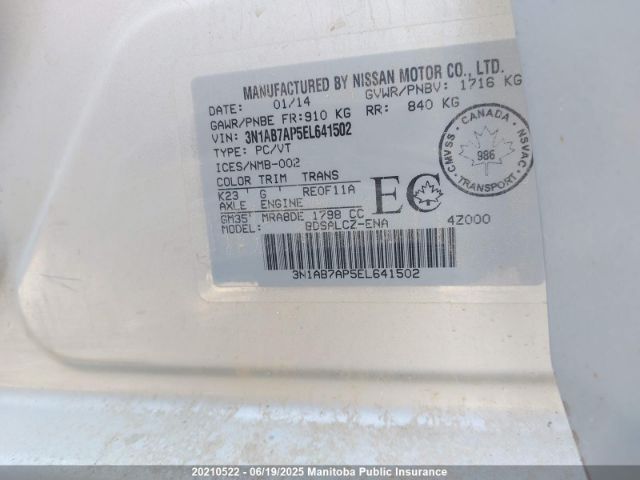 MANUFACTURED BY NISSAN MOTOR CO., LTD.
DATE: 01/14 GVWR/PNBV: 1716 KG
GAWR/PNBE FR: 910 KG RR: 840 KG
VIN: 3N1AB7AP5EL641502
TYPE: PC/VT
ICES/NMB-002
COLOR TRIM TRANS
K23 ' G ' RE0F11A
AXLE ENGINE
GM35' MRA8DE 1798 CC
MODEL: BDSALCZ-ENA
EC
4Z000
CMVSS · CANADA · NSVAC
986
TRANSPORT
3N1AB7AP5EL641502
20210522 - 06/19/2025 Manitoba Public Insurance